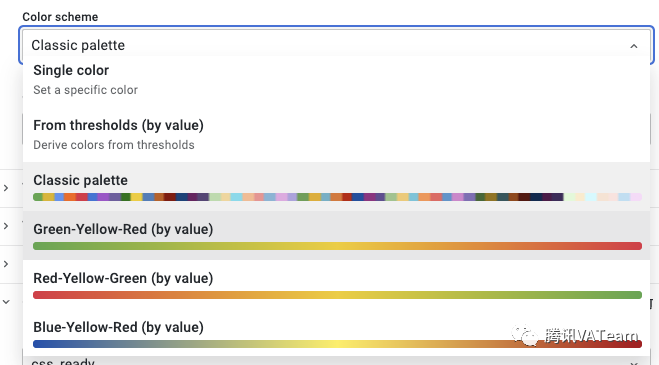 Color scheme
Classic palette
Single color
Set a specific color
From thresholds (by value)
Derive colors from thresholds
Classic palette
Green-Yellow-Red (by value)
Red-Yellow-Green (by value)
Blue-Yellow-Red (by value)
腾讯VATeam
css_ready